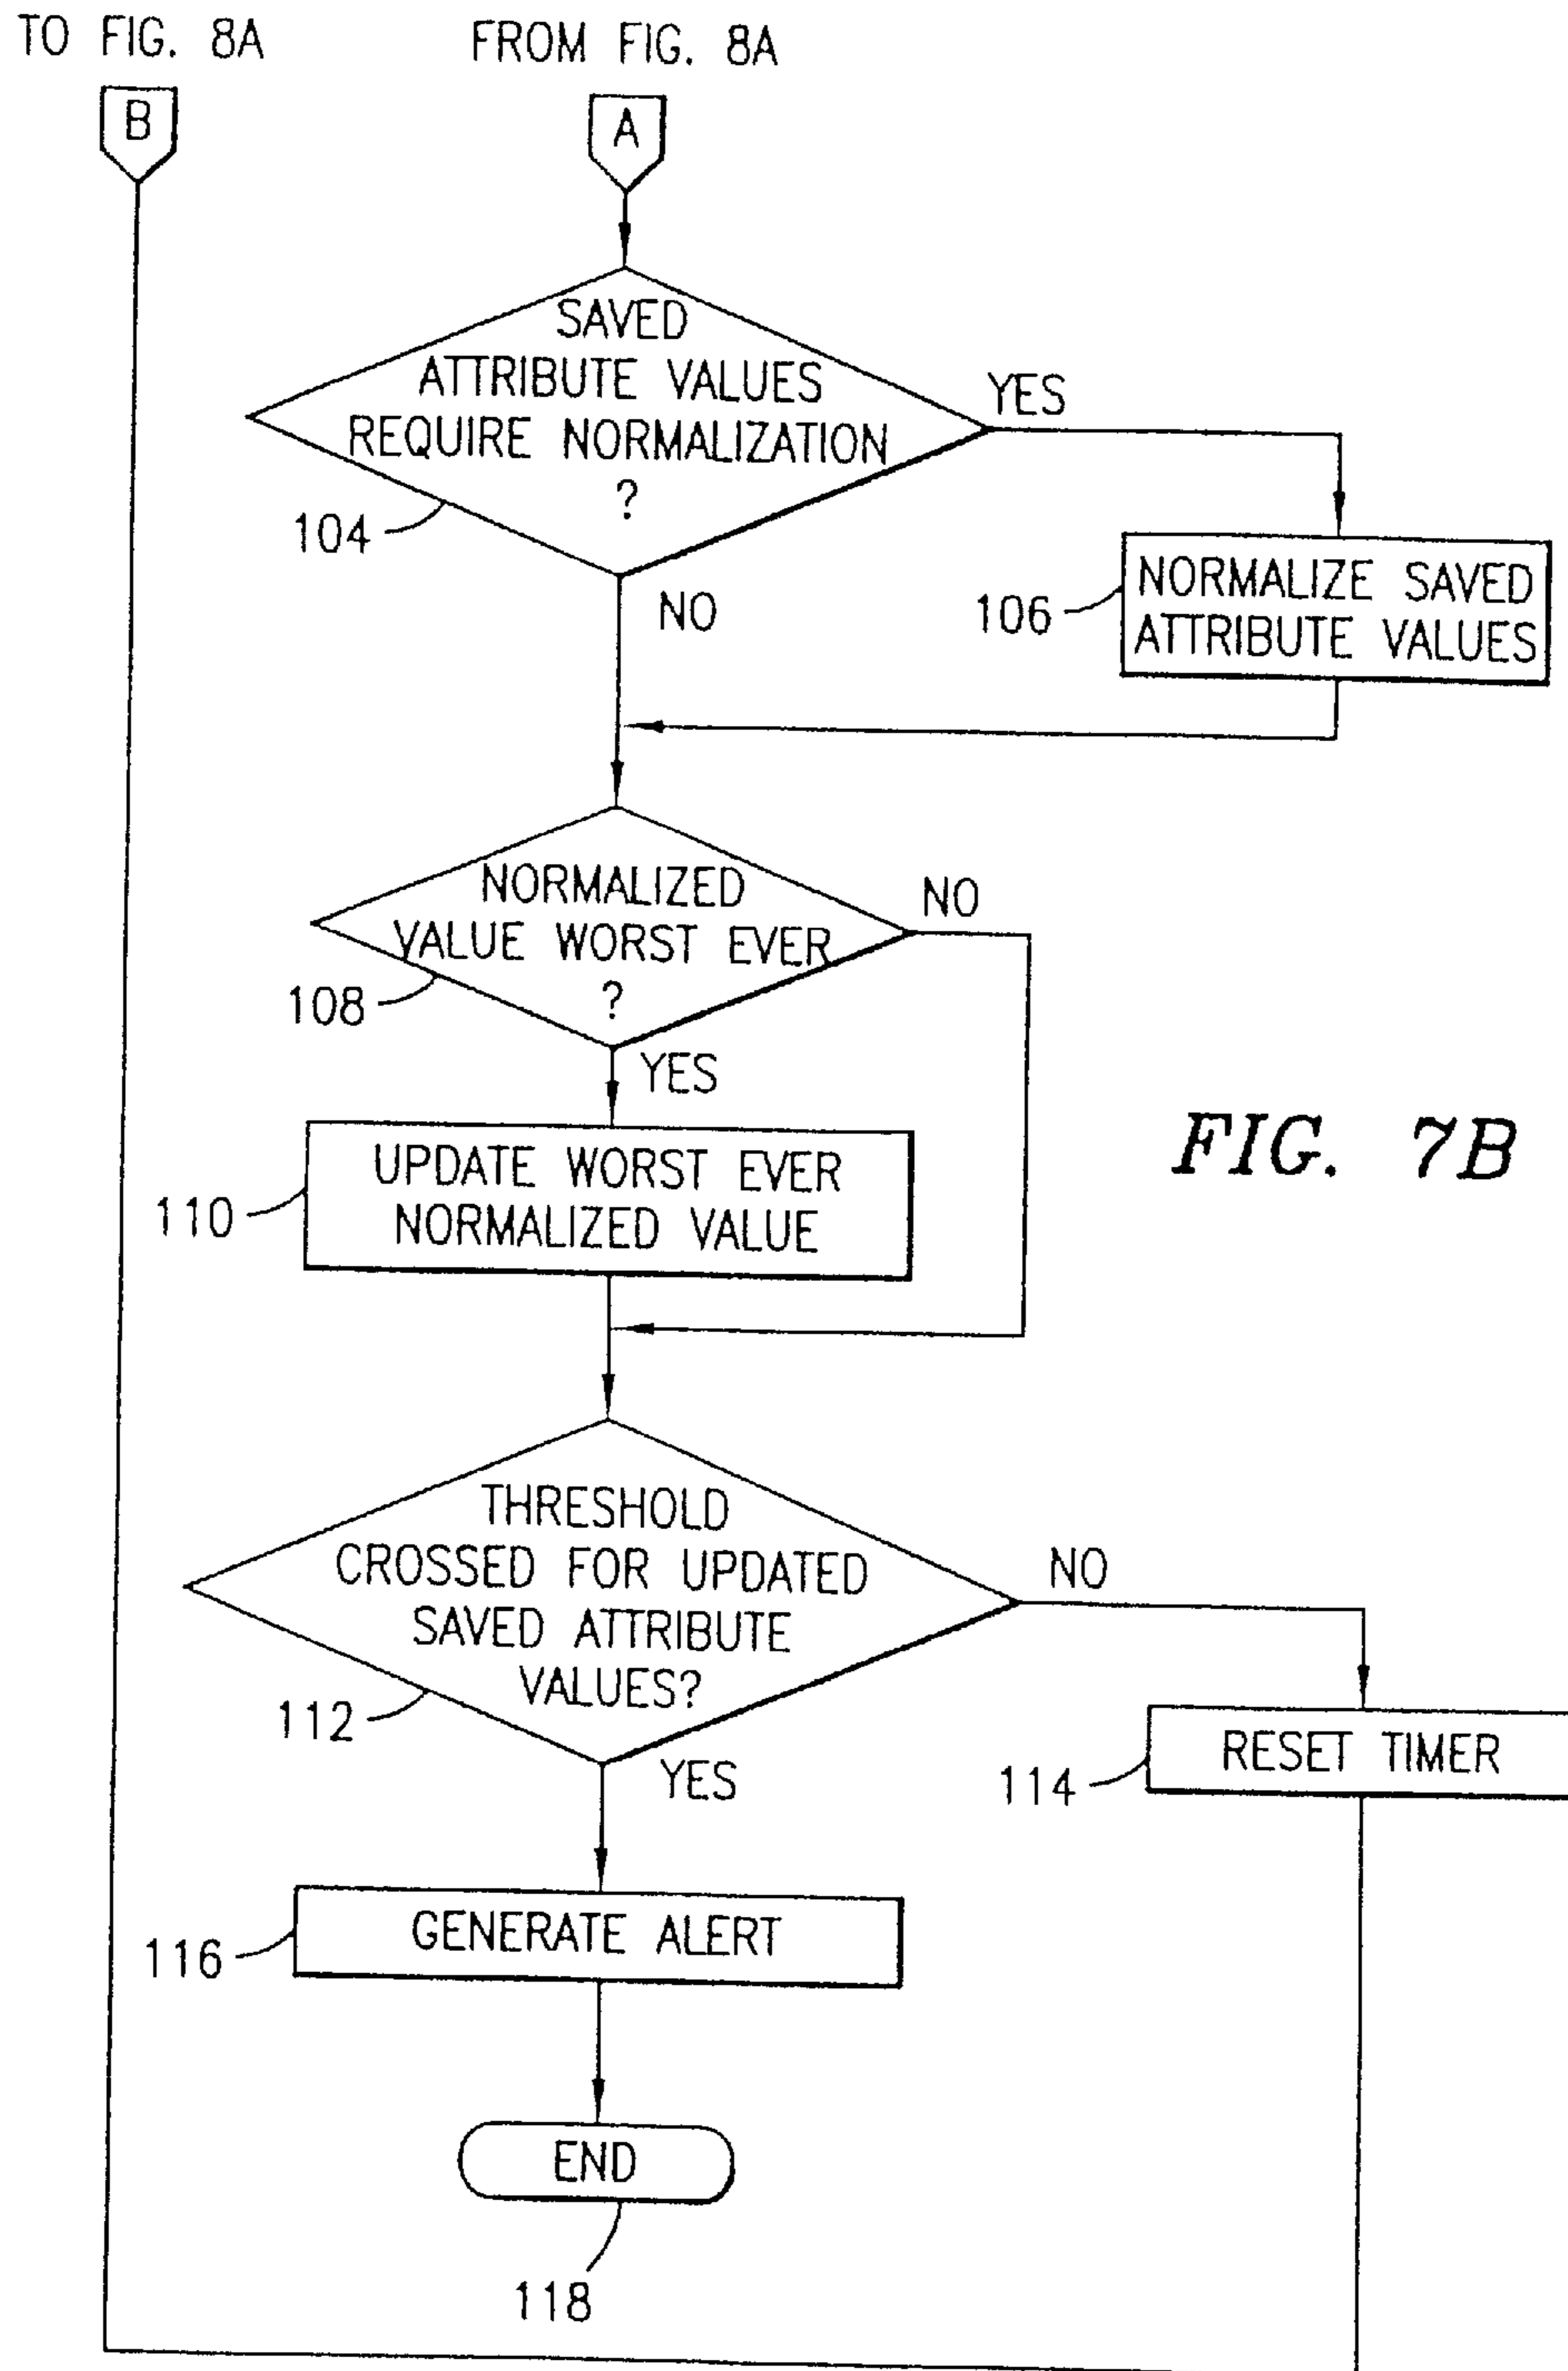 TO FIG. 8A
FROM FIG. 8A
B
A
SAVED
ATTRIBUTE VALUES
REQUIRE NORMALIZATION
?
YES
104
NO
106
NORMALIZE SAVED
ATTRIBUTE VALUES
NORMALIZED
VALUE WORST EVER
?
NO
108
YES
FIG. 7B
UPDATE WORST EVER
NORMALIZED VALUE
110
THRESHOLD
CROSSED FOR UPDATED
SAVED ATTRIBUTE
VALUES?
NO
112
YES
RESET TIMER
114
GENERATE ALERT
116
END
118